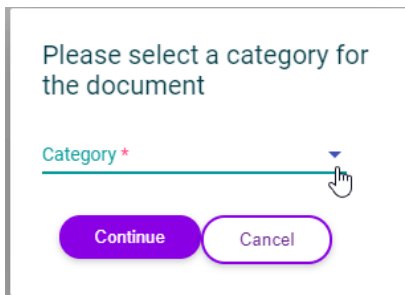 Please select a category for
the document
Category *
Continue
Cancel